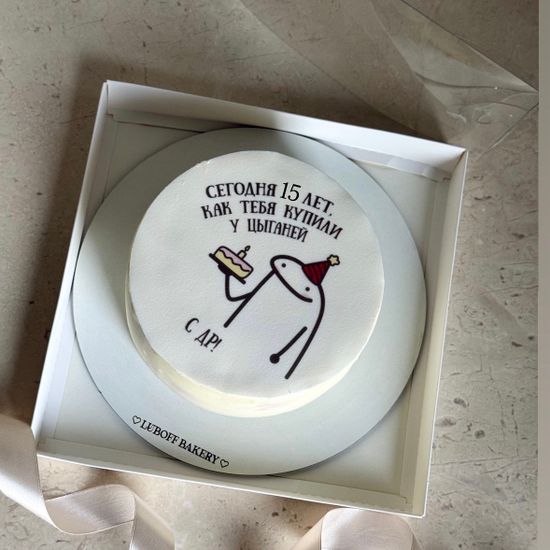 СЕГОДНЯ 15 ЛЕТ,
КАК ТЕБЯ КУПИЛИ
У ЦЫГАНЕЙ
С ДР!
♡ LUBOFF BAKERY ♡